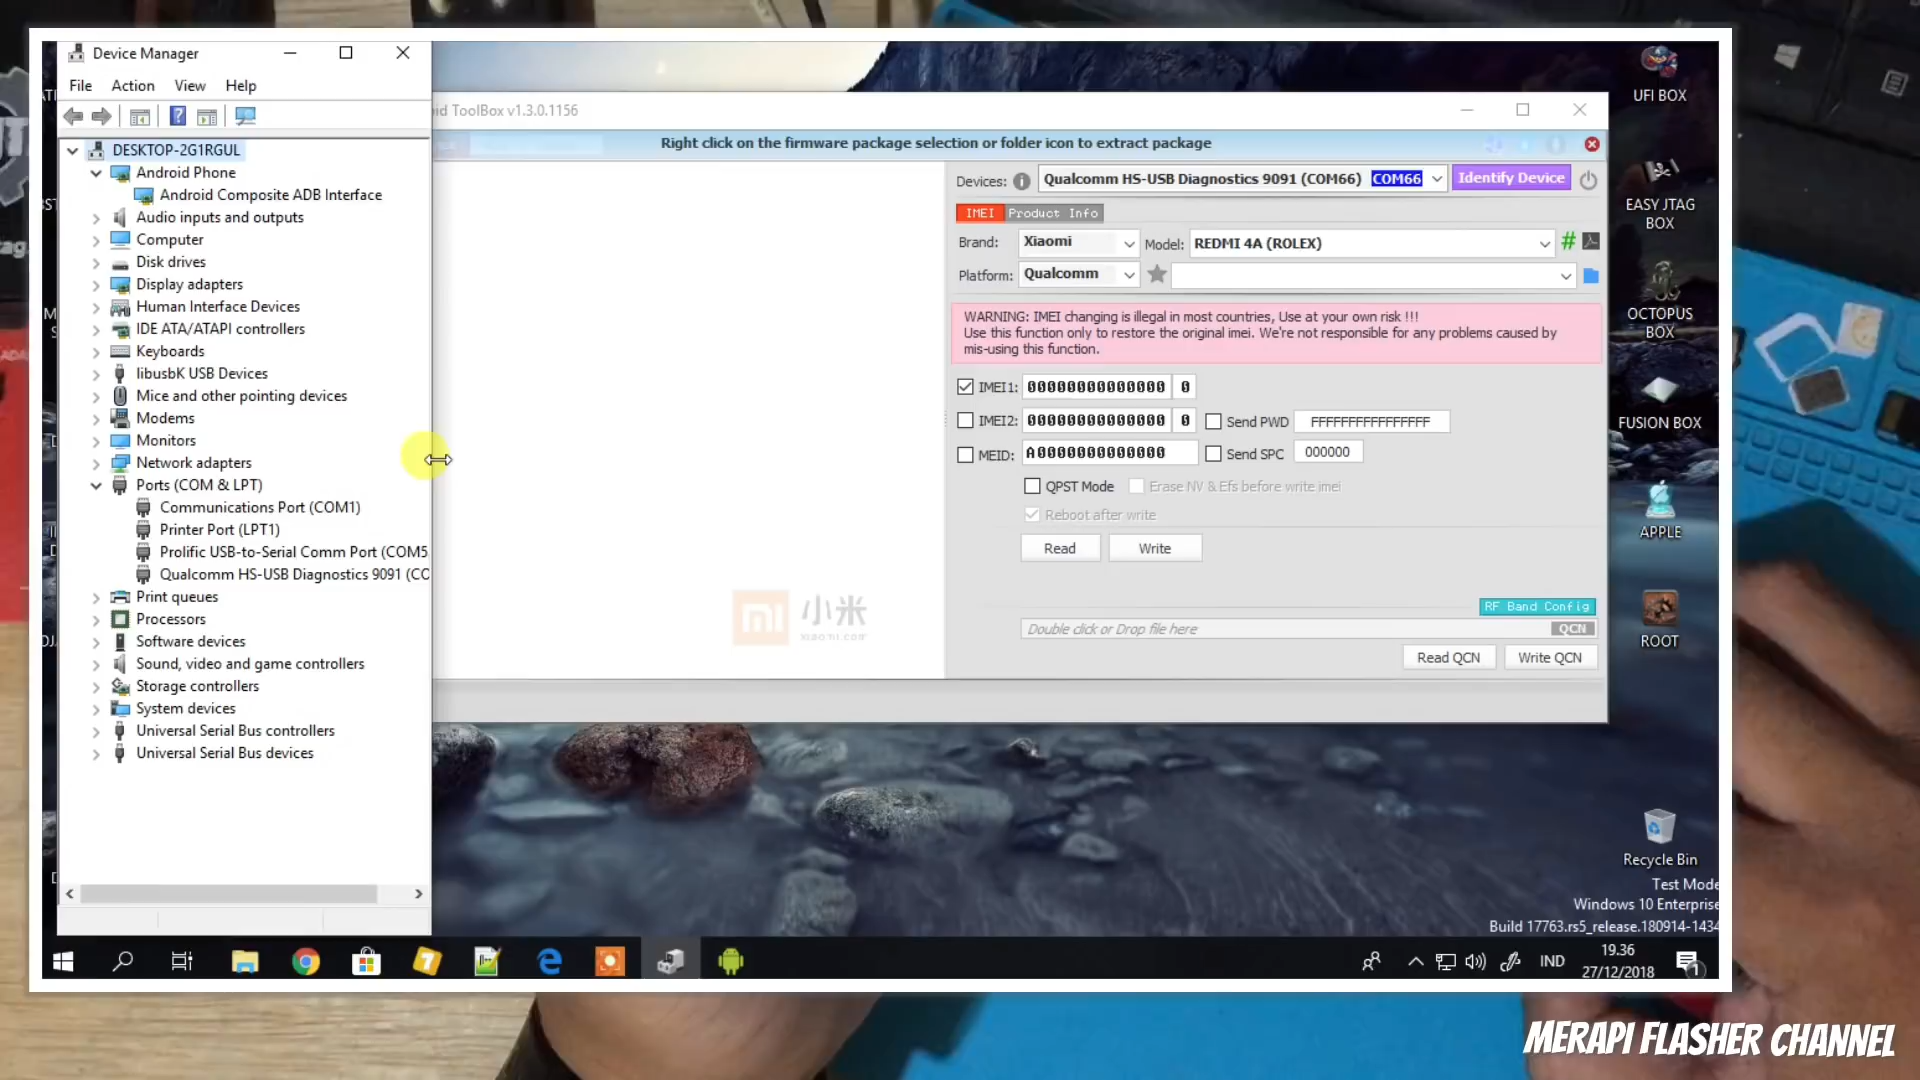 Device Manager
File Action View Help
DESKTOP-2G1RGUL
Android Phone
Android Composite ADB Interface
Audio inputs and outputs
Computer
Disk drives
Display adapters
Human Interface Devices
IDE ATA/ATAPI controllers
Keyboards
libusbK USB Devices
Mice and other pointing devices
Modems
Monitors
Network adapters
Ports (COM & LPT)
Communications Port (COM1)
Printer Port (LPT1)
Prolific USB-to-Serial Comm Port (COM5
Qualcomm HS-USB Diagnostics 9091 (CO
Print queues
Processors
Software devices
Sound, video and game controllers
Storage controllers
System devices
Universal Serial Bus controllers
Universal Serial Bus devices
id ToolBox v1.3.0.1156
Right click on the firmware package selection or folder icon to extract package
Devices: Qualcomm HS-USB Diagnostics 9091 (COM66) COM66 Identify Device
IMEI Product Info
Brand: Xiaomi Model: REDMI 4A (ROLEX) #
Platform: Qualcomm
WARNING: IMEI changing is illegal in most countries, Use at your own risk !!!
Use this function only to restore the original imei. We're not responsible for any problems caused by
mis-using this function.
IMEI1: 00000000000000 0
IMEI2: 00000000000000 0 Send PWD FFFFFFFFFFFFFFFF
MEID: A0000000000000 Send SPC 000000
QPST Mode Erase NV & Efs before write imei
Reboot after write
Read Write
RF Band Config
Double click or Drop file here QCN
Read QCN Write QCN
mi 小米
xiaomi.com
UFI BOX
EASY JTAG
BOX
OCTOPUS
BOX
FUSION BOX
APPLE
ROOT
Recycle Bin
Test Mode
Windows 10 Enterprise
Build 17763.rs5_release.180914-1434
IND
19.36
27/12/2018
1
MERAPI FLASHER CHANNEL